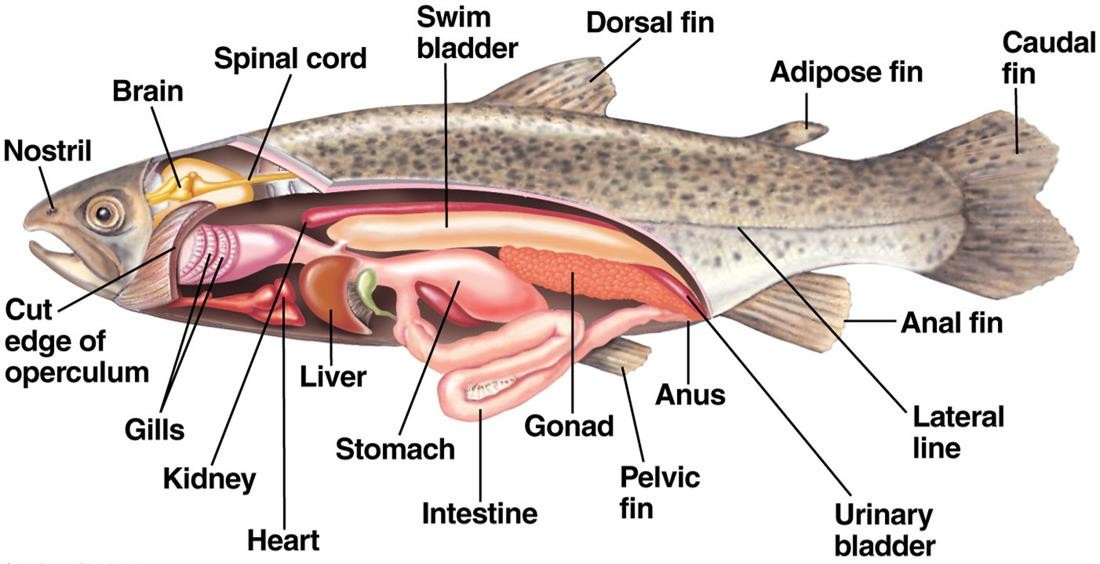 Swim
bladder
Dorsal fin
Caudal
fin
Spinal cord
Adipose fin
Brain
Nostril
Cut
edge of
operculum
Anal fin
Liver
Anus
Gills
Gonad
Lateral
line
Stomach
Kidney
Pelvic
fin
Intestine
Urinary
bladder
Heart